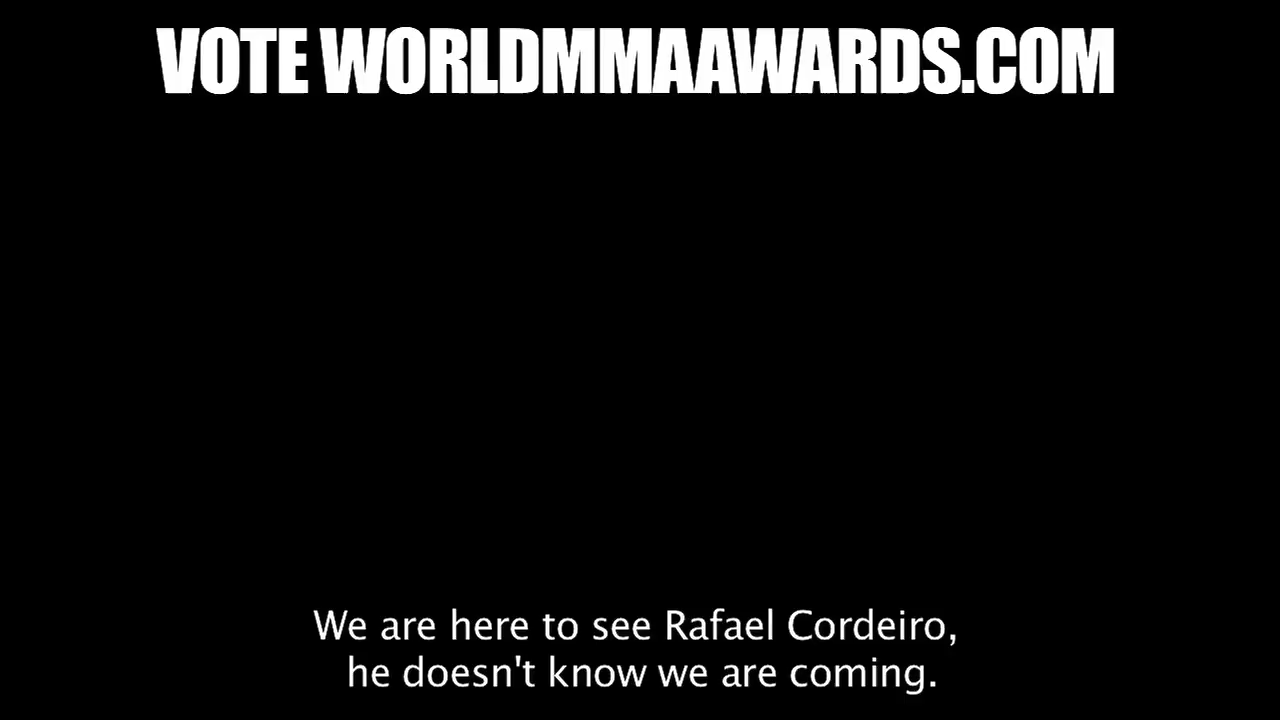 VOTE WORLDMMAAWARDS.COM
We are here to see Rafael Cordeiro,
he doesn't know we are coming.